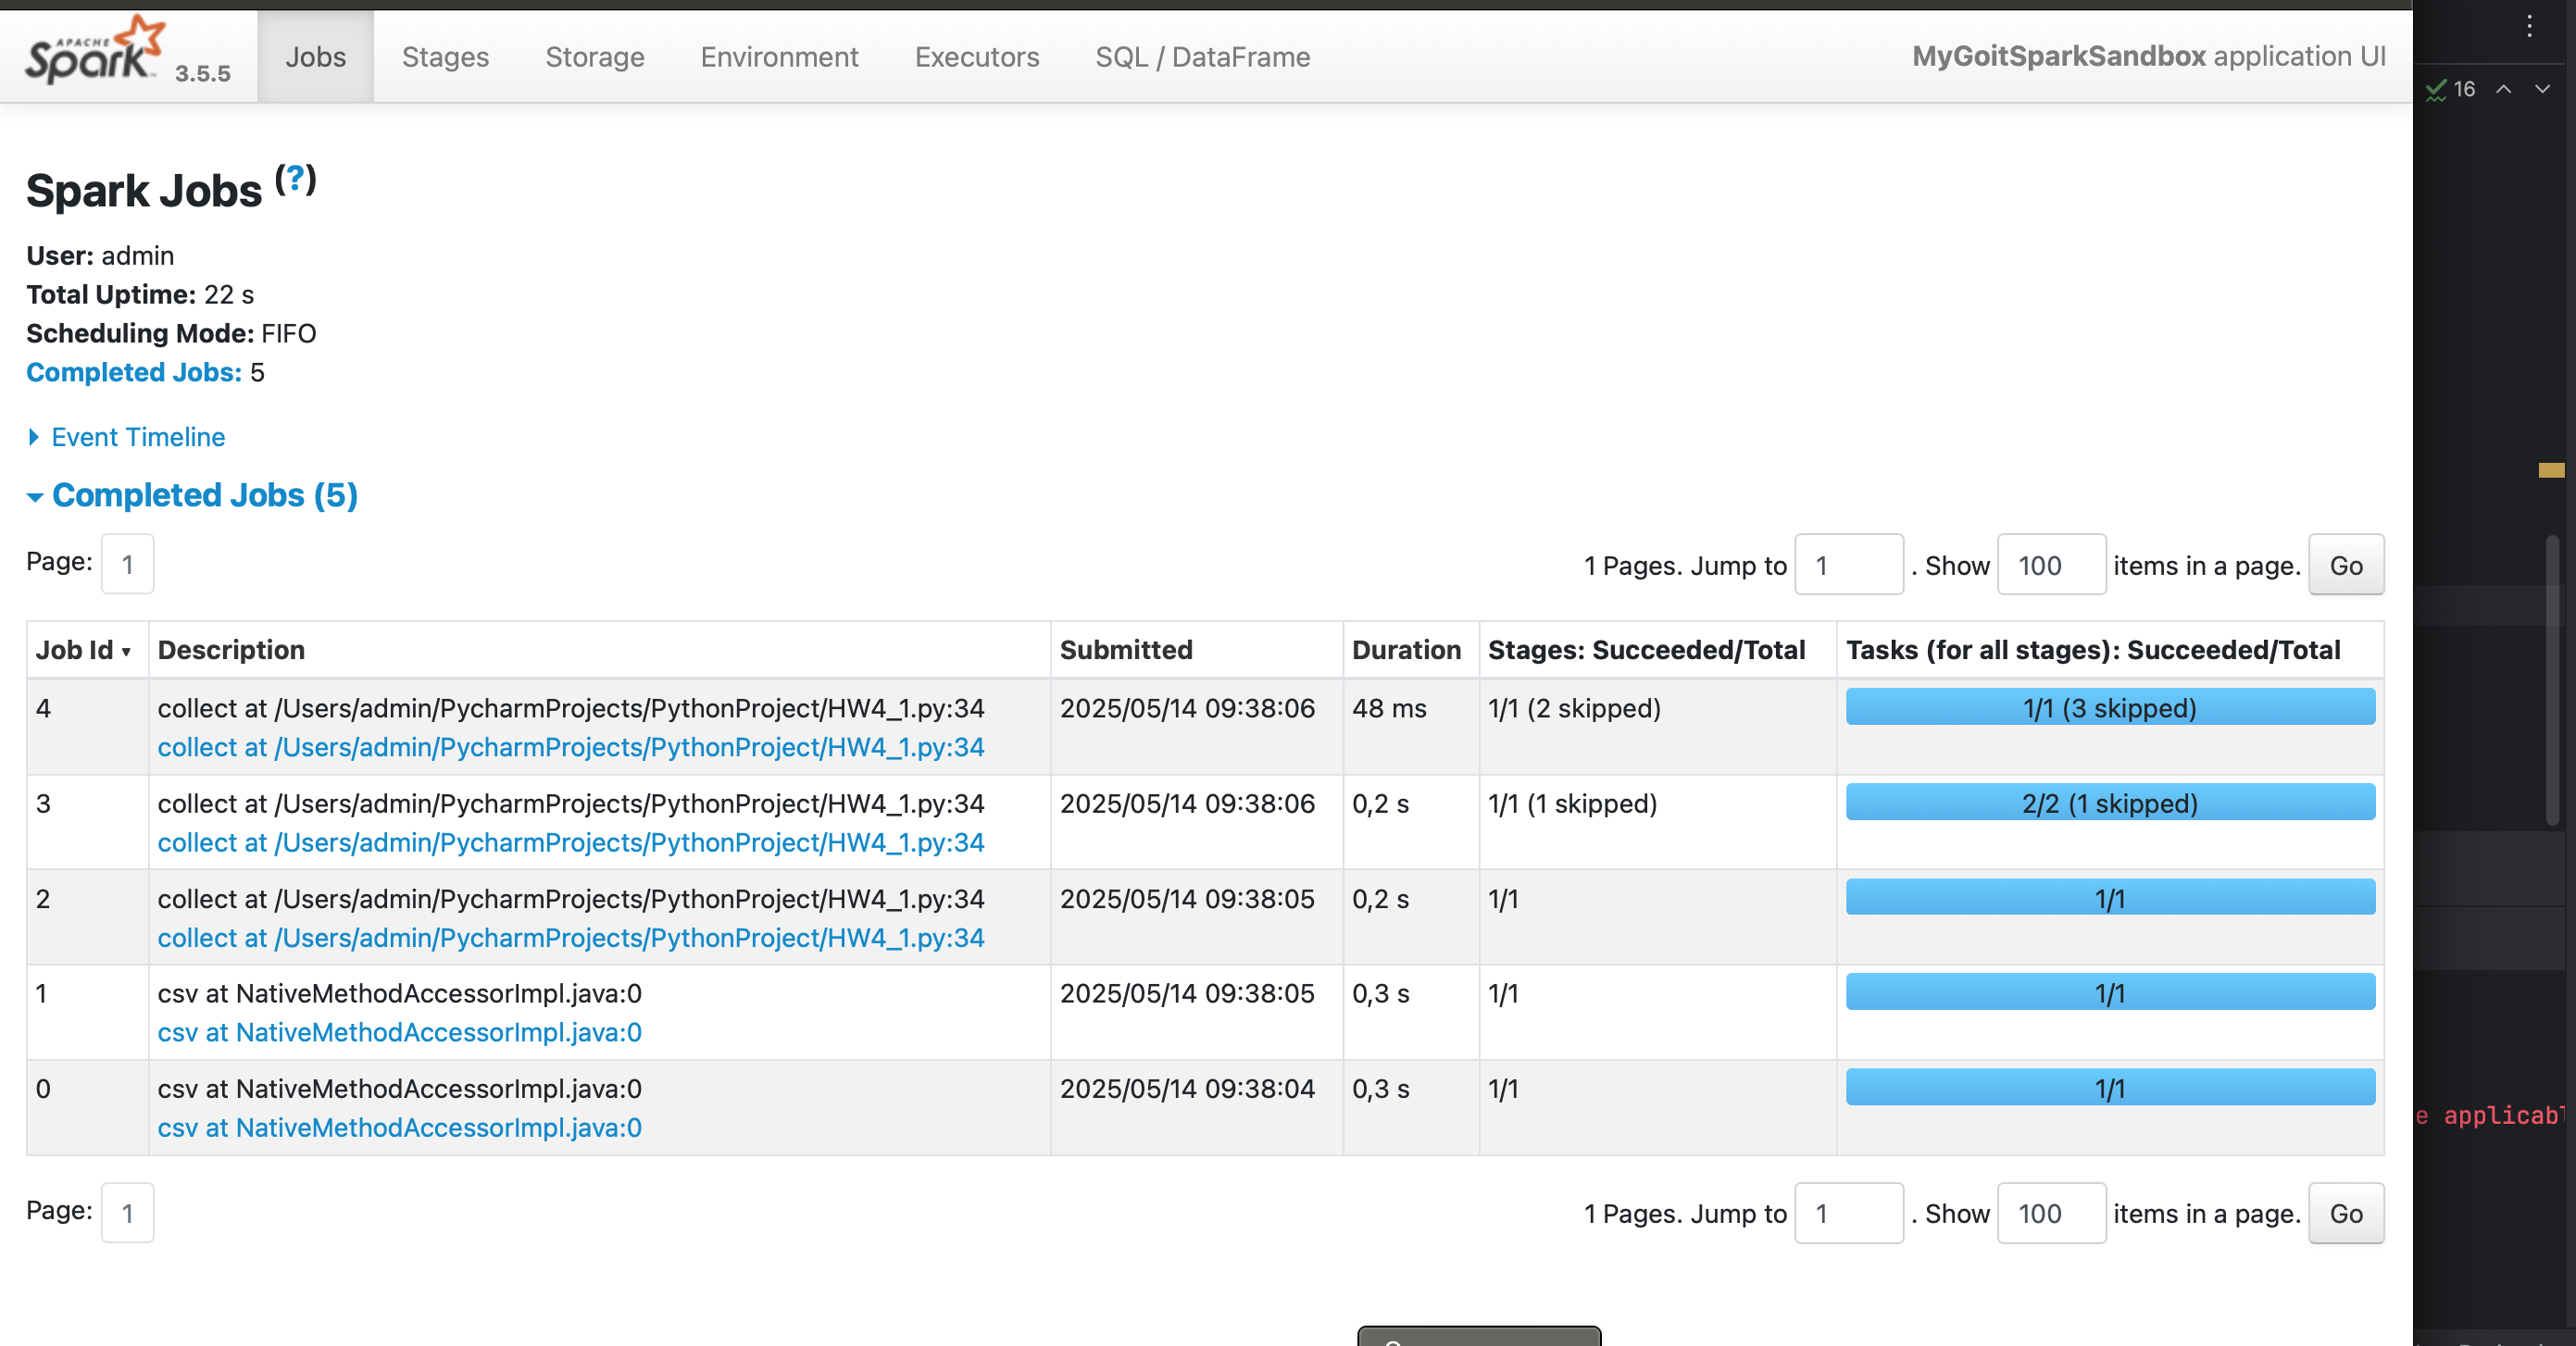 APACHE Spark 3.5.5 Jobs Stages Storage Environment Executors SQL / DataFrame MyGoitSparkSandbox application UI
16
Spark Jobs (?)
User: admin
Total Uptime: 22 s
Scheduling Mode: FIFO
Completed Jobs: 5
Event Timeline
Completed Jobs (5)
Page: 1 1 Pages. Jump to 1 . Show 100 items in a page. Go
Job Id Description Submitted Duration Stages: Succeeded/Total Tasks (for all stages): Succeeded/Total
4 collect at /Users/admin/PycharmProjects/PythonProject/HW4_1.py:34 2025/05/14 09:38:06 48 ms 1/1 (2 skipped) 1/1 (3 skipped)
collect at /Users/admin/PycharmProjects/PythonProject/HW4_1.py:34
3 collect at /Users/admin/PycharmProjects/PythonProject/HW4_1.py:34 2025/05/14 09:38:06 0,2 s 1/1 (1 skipped) 2/2 (1 skipped)
collect at /Users/admin/PycharmProjects/PythonProject/HW4_1.py:34
2 collect at /Users/admin/PycharmProjects/PythonProject/HW4_1.py:34 2025/05/14 09:38:05 0,2 s 1/1 1/1
collect at /Users/admin/PycharmProjects/PythonProject/HW4_1.py:34
1 csv at NativeMethodAccessorImpl.java:0 2025/05/14 09:38:05 0,3 s 1/1 1/1
csv at NativeMethodAccessorImpl.java:0
0 csv at NativeMethodAccessorImpl.java:0 2025/05/14 09:38:04 0,3 s 1/1 1/1
csv at NativeMethodAccessorImpl.java:0
e applicab
Page: 1 1 Pages. Jump to 1 . Show 100 items in a page. Go